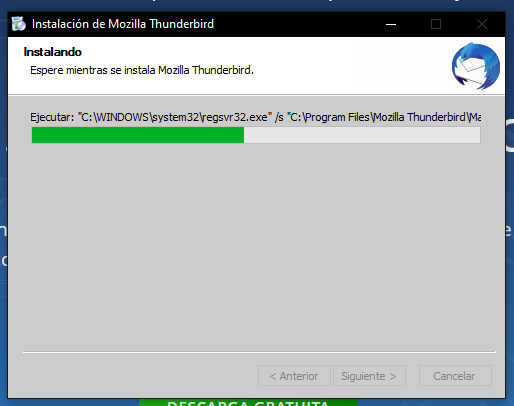 Instalación de Mozilla Thunderbird
Instalando
Espere mientras se instala Mozilla Thunderbird.
Ejecutar: "C:\WINDOWS\system32\regsvr32.exe" /s "C:\Program Files\Mozilla Thunderbird\Ma
< Anterior
Siguiente >
Cancelar
DESCARGA GRATUITA